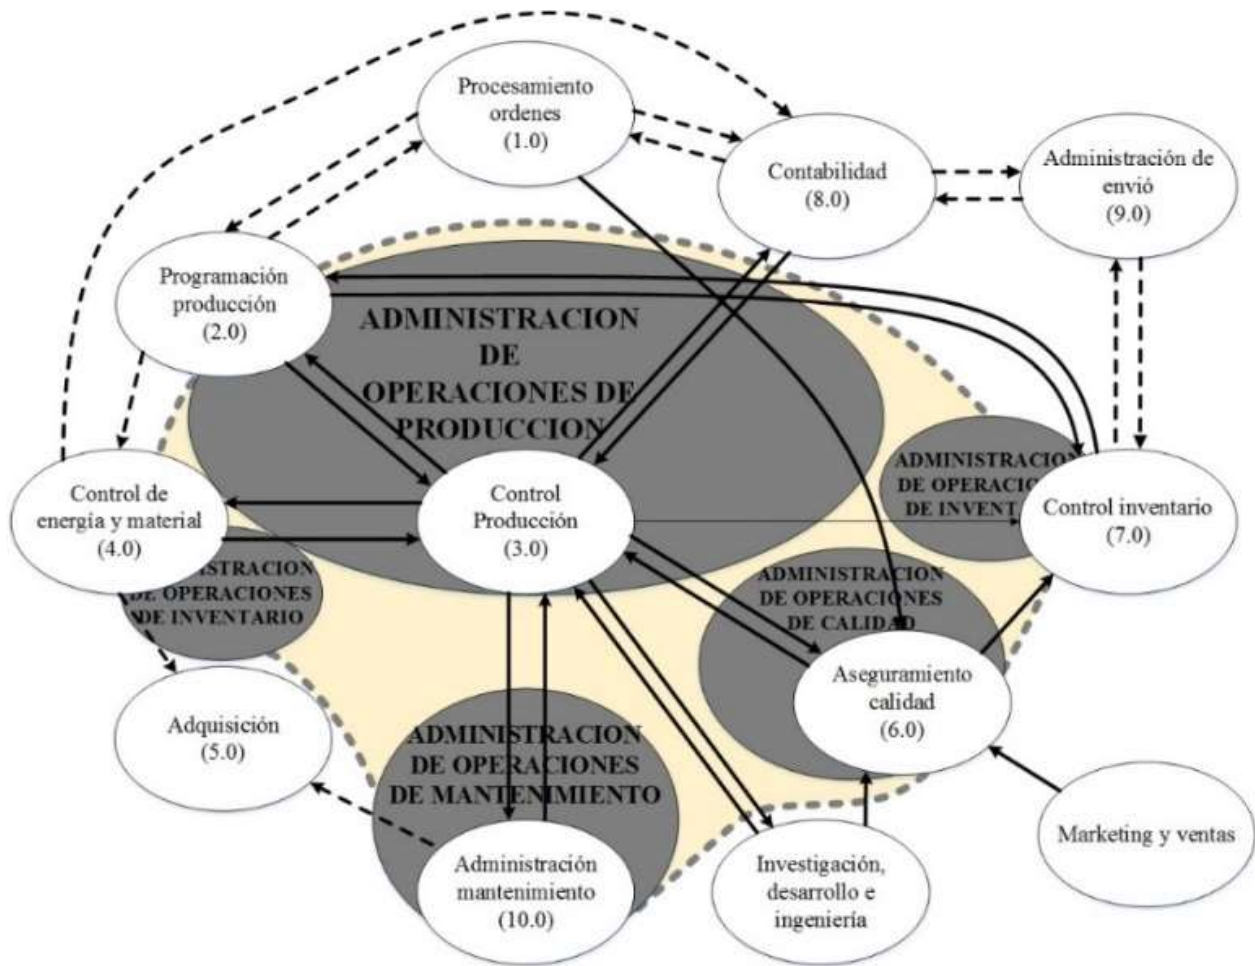 Procesamiento
ordenes
(1.0)
Contabilidad
(8.0)
Administración de
envió
(9.0)
Programación
producción
(2.0)
ADMINISTRACION
DE
OPERACIONES DE
PRODUCCION
Control de
energía y material
(4.0)
Control
Producción
(3.0)
ADMINISTRACION
DE OPERACIO
DE INVENT
Control inventario
(7.0)
ISTRACION
DE OPERACIONES
DE INVENTARIO
ADMINISTRACION
DE OPERACIONES
DE CALIDAD
Aseguramiento
calidad
(6.0)
Adquisición
(5.0)
ADMINISTRACION
DE OPERACIONES
DE MANTENIMIENTO
Administración
mantenimiento
(10.0)
Investigación,
desarrollo e
ingeniería
Marketing y ventas